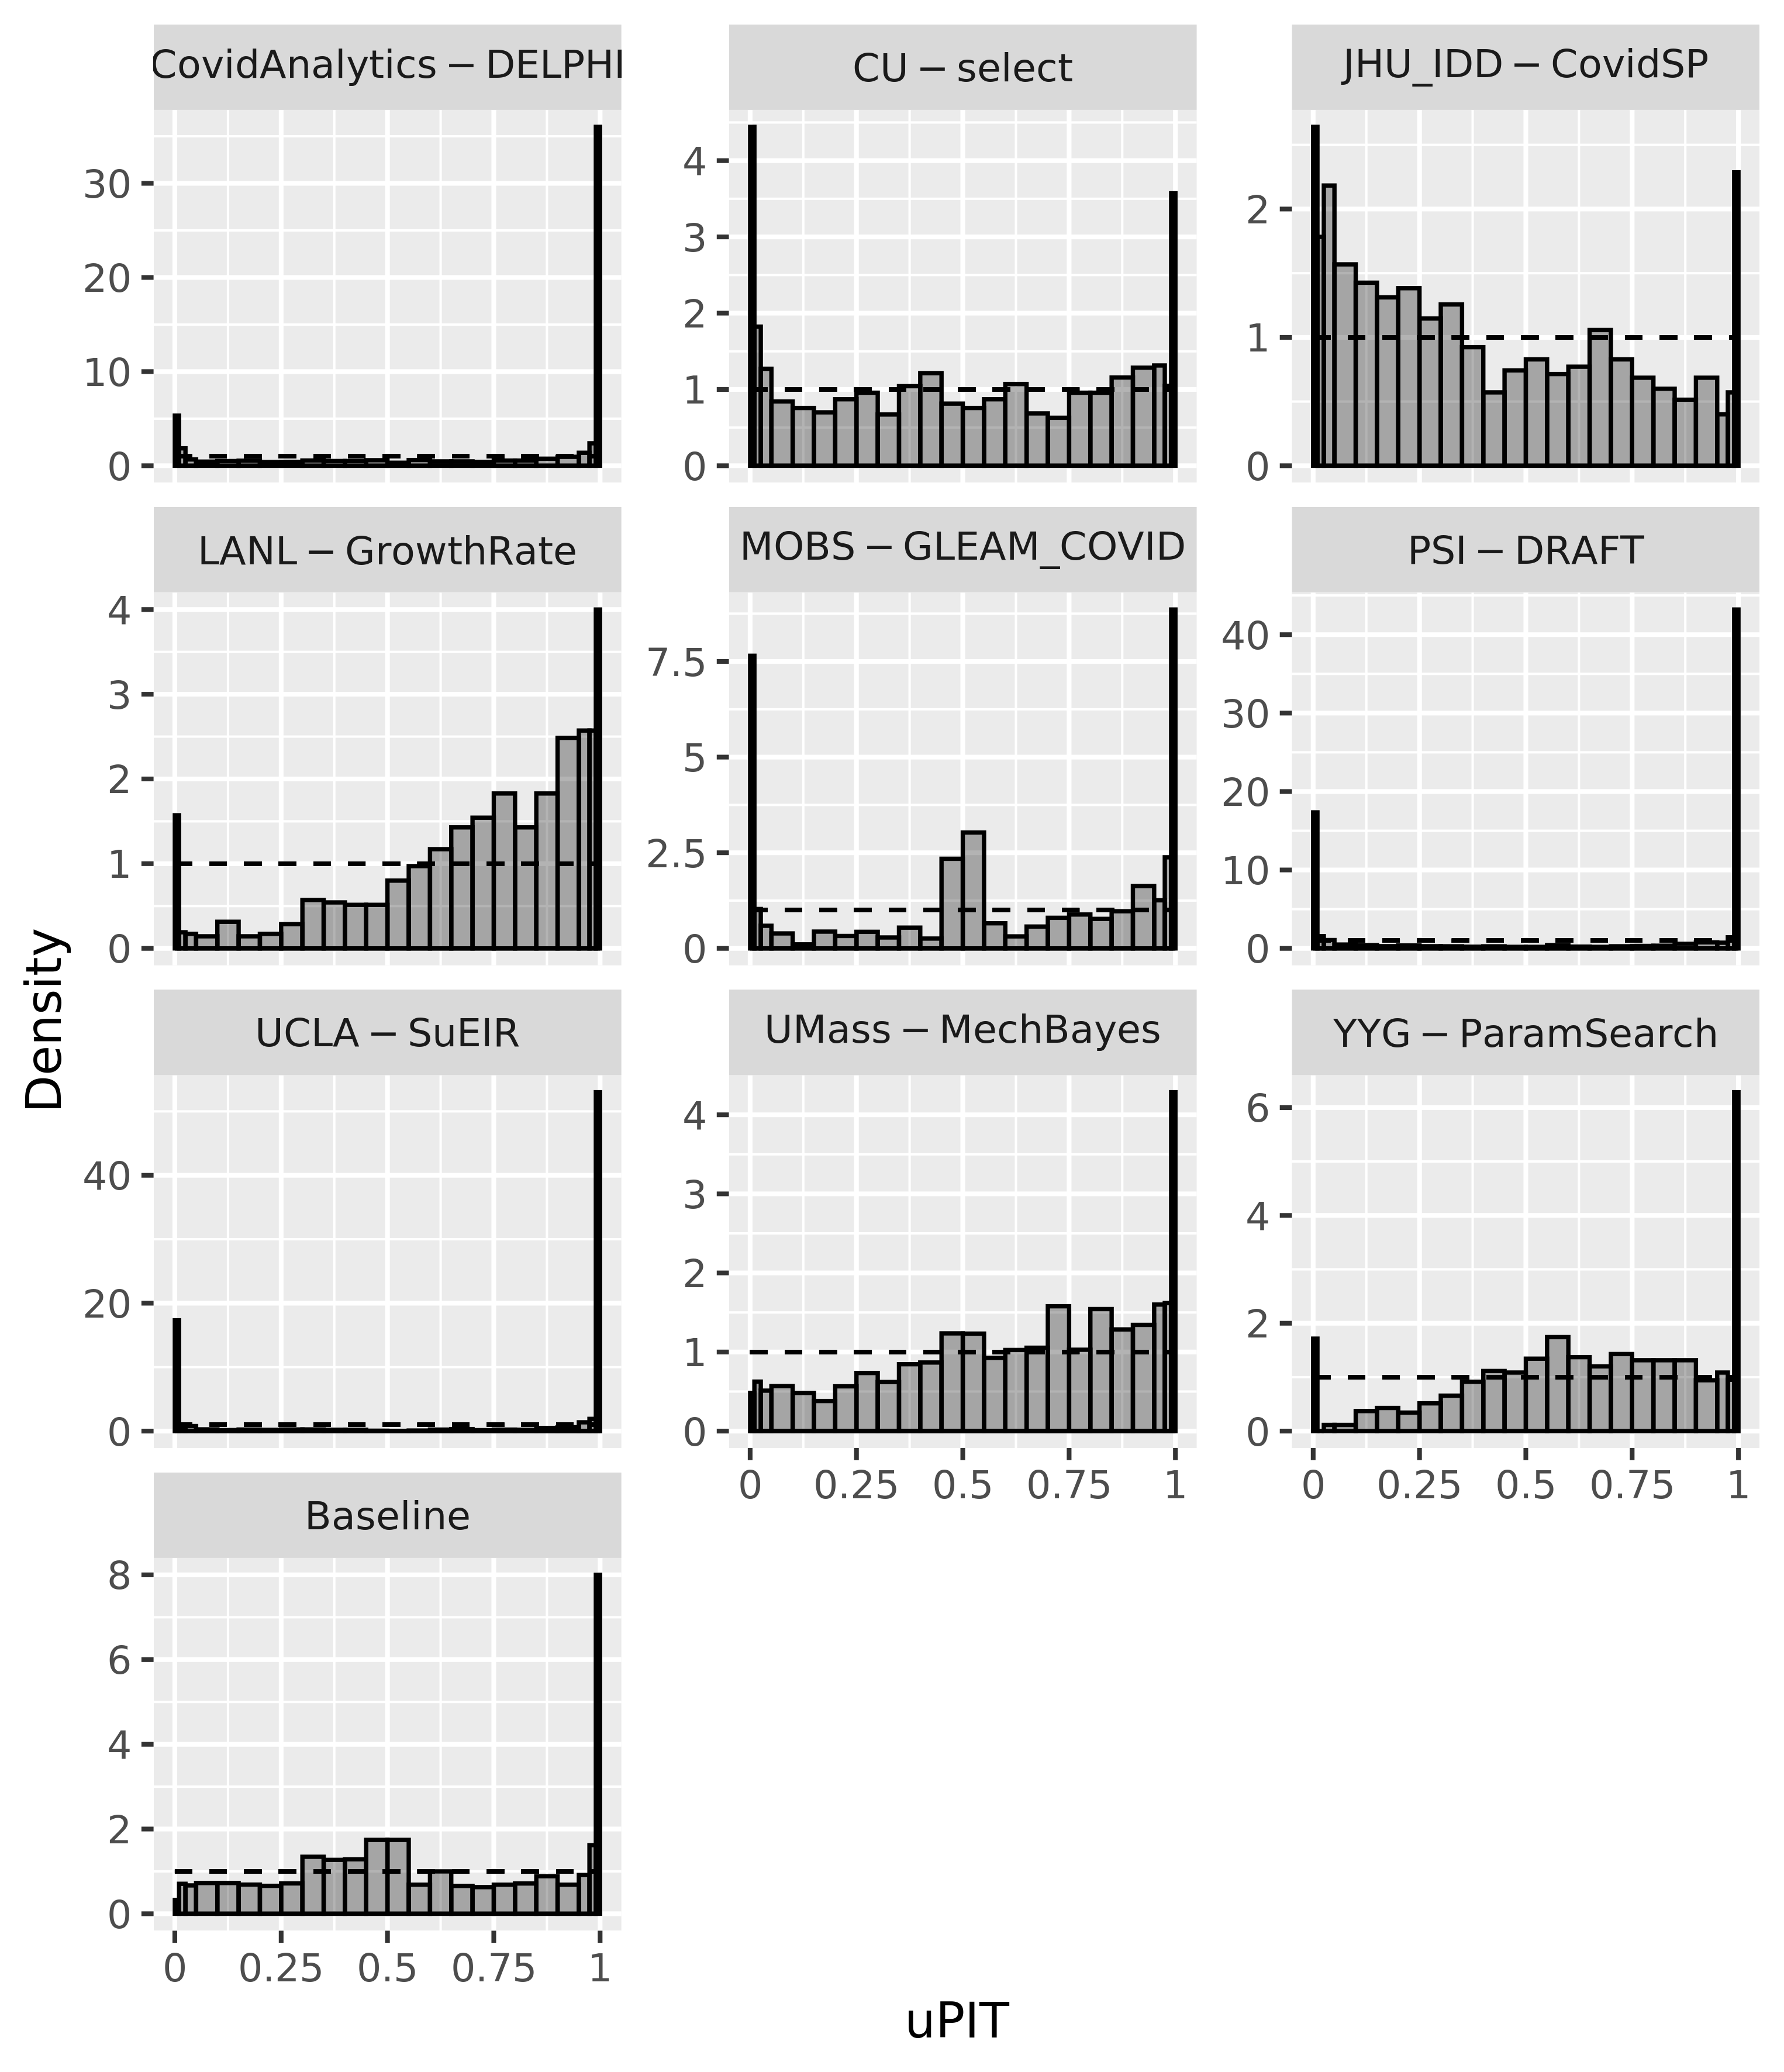 CovidAnalytics – DELPHI
30
20
10
0
CU – select
4
3
2
1
0
JHU_IDD – CovidSP
2
1
0
LANL – GrowthRate
4
3
2
1
0
MOBS – GLEAM_COVID
7.5
5
2.5
0
PSI – DRAFT
40
30
20
10
0
UCLA – SuEIR
40
20
0
UMass – MechBayes
4
3
2
1
0
0 0.25 0.5 0.75 1
YYG – ParamSearch
6
4
2
0
0 0.25 0.5 0.75 1
Baseline
8
6
4
2
0
0 0.25 0.5 0.75 1
Density
uPIT